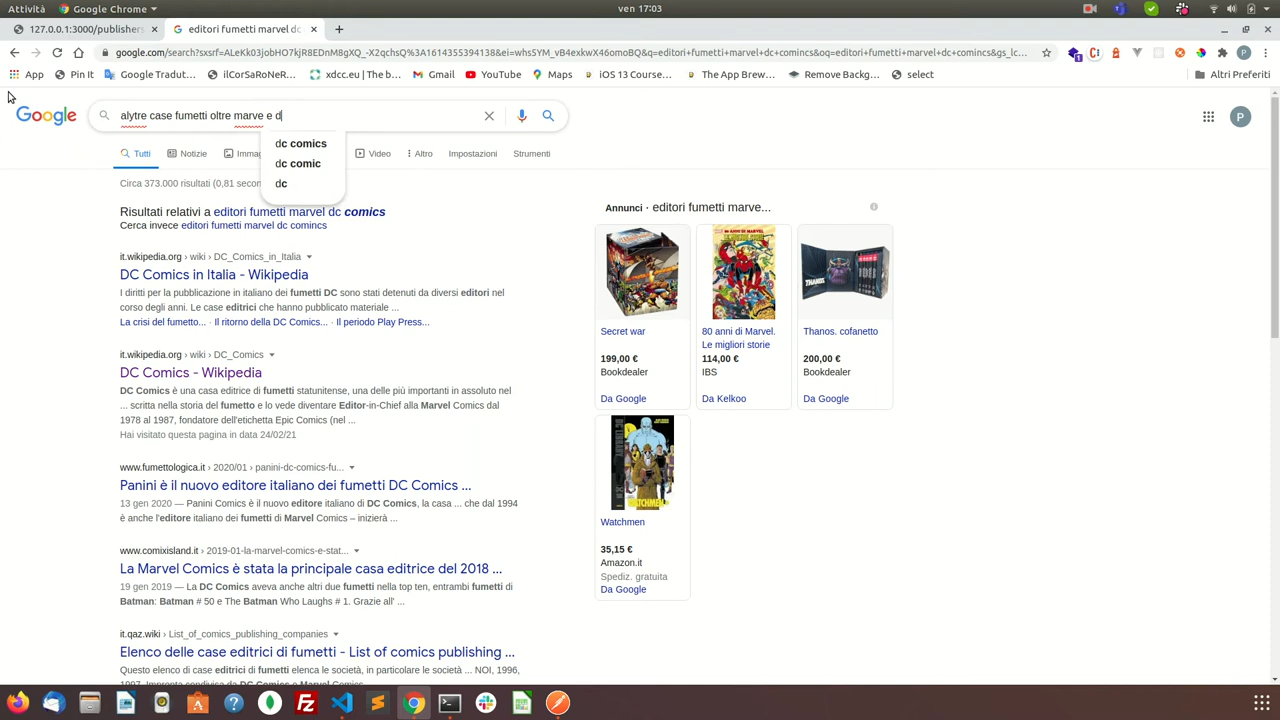 Attività
Google Chrome
ven 17:03
127.0.0.1:3000/publishers
editori fumetti marvel dc
google.com/search?sxsrf=ALeKk03jobHO7kjR8EDnM8gXQ_-X2qchsQ%3A1614355394138&ei=whs5YM_vB4exkwX46omoBQ&q=editori+fumetti+marvel+dc+comincs&oq=editori+fumetti+marvel+dc+comincs&gs_lc...
App
Pin It
Google Tradut...
ilCorSaRoNeR...
xdcc.eu | The b...
Gmail
YouTube
Maps
iOS 13 Course...
The App Brew...
Remove Backg...
select
Altri Preferiti
Google
alytre case fumetti oltre marve e d
P
dc comics
dc comic
dc
Tutti
Notizie
Immag
Video
Altro
Impostazioni
Strumenti
Circa 373.000 risultati (0,81 secon
Risultati relativi a editori fumetti marvel dc comics
Cerca invece editori fumetti marvel dc comincs
it.wikipedia.org › wiki › DC_Comics_in_Italia
DC Comics in Italia - Wikipedia
I diritti per la pubblicazione in italiano dei fumetti DC sono stati detenuti da diversi editori nel
corso degli anni. Le case editrici che hanno pubblicato materiale ...
La crisi del fumetto... · Il ritorno della DC Comics... · Il periodo Play Press...
it.wikipedia.org › wiki › DC_Comics
DC Comics - Wikipedia
DC Comics è una casa editrice di fumetti statunitense, una delle più importanti in assoluto nel
... scritta nella storia del fumetto e lo vede diventare Editor-in-Chief alla Marvel Comics dal
1978 al 1987, fondatore dell'etichetta Epic Comics (nel ...
Hai visitato questa pagina in data 24/02/21
www.fumettologica.it › 2020/01 › panini-dc-comics-fu...
Panini è il nuovo editore italiano dei fumetti DC Comics ...
13 gen 2020 — Panini Comics è il nuovo editore italiano di DC Comics, la casa ... che dal 1994
è anche l'editore italiano dei fumetti di Marvel Comics – inizierà ...
www.comixisland.it › 2019-01-la-marvel-comics-e-stat...
La Marvel Comics è stata la principale casa editrice del 2018 ...
19 gen 2019 — La DC Comics aveva anche altri due fumetti nella top ten, entrambi fumetti di
Batman: Batman # 50 e The Batman Who Laughs # 1. Grazie all' ...
it.qaz.wiki › List_of_comics_publishing_companies
Elenco delle case editrici di fumetti - List of comics publishing ...
Questo elenco di case editrici di fumetti elenca le società, in particolare le società ... NOI, 1996,
1997. Impronta condivisa da DC Comics e Marvel Comics
Annunci · editori fumetti marve...
Secret war
199,00 €
Bookdealer
Da Google
80 anni di Marvel.
Le migliori storie
114,00 €
IBS
Da Kelkoo
Thanos. cofanetto
200,00 €
Bookdealer
Da Google
THANOS
WATCHMEN
Watchmen
35,15 €
Amazon.it
Spediz. gratuita
Da Google